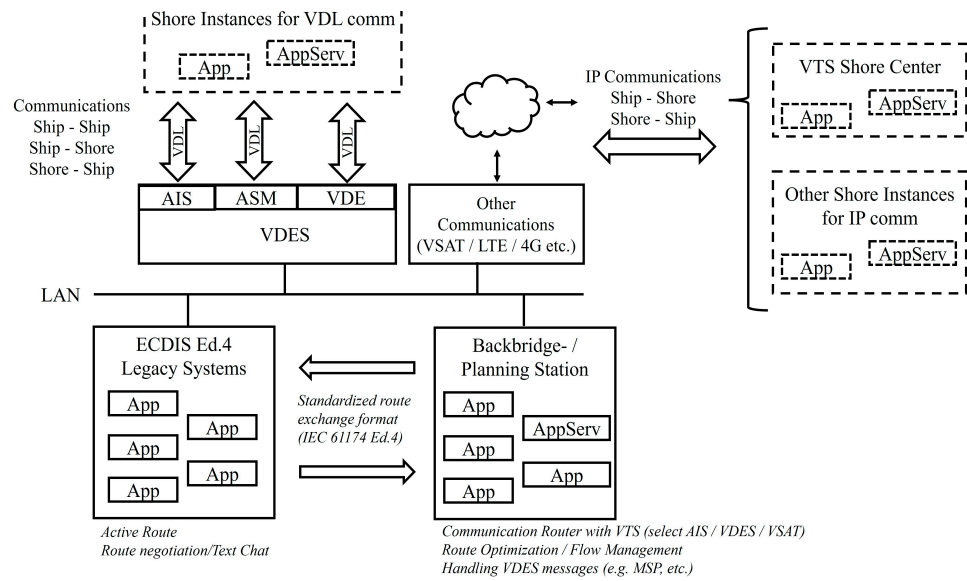 Shore Instances for VDL comm
App
AppServ
Communications
Ship - Ship
Ship - Shore
Shore - Ship
VDL
VDL
VDL
IP Communications
Ship - Shore
Shore - Ship
VTS Shore Center
App
AppServ
Other Shore Instances
for IP comm
App
AppServ
AIS
ASM
VDE
VDES
Other
Communications
(VSAT / LTE / 4G etc.)
LAN
ECDIS Ed.4
Legacy Systems
App
App
App
App
App
Standardized route
exchange format
(IEC 61174 Ed.4)
Backbridge- /
Planning Station
App
AppServ
App
App
App
Active Route
Route negotiation/Text Chat
Communication Router with VTS (select AIS / VDES / VSAT)
Route Optimization / Flow Management
Handling VDES messages (e.g. MSP, etc.)